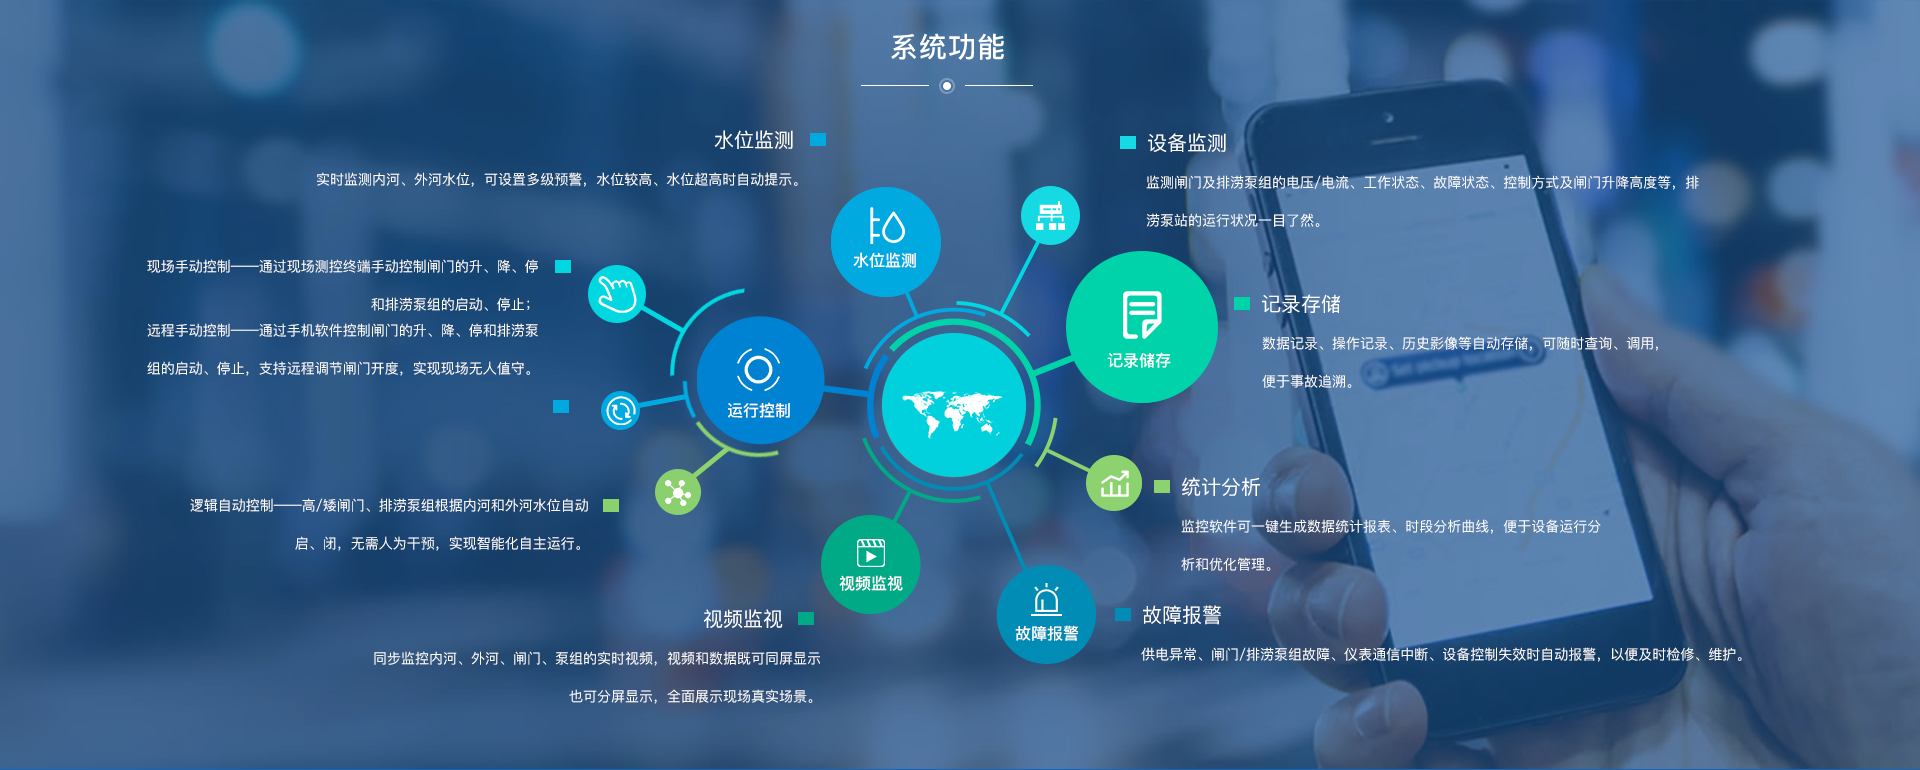 系统功能
水位监测
实时监测内河、外河水位，可设置多级预警，水位较高、水位超高时自动提示。
现场手动控制——通过现场测控终端手动控制闸门的升、降、停
和排涝泵组的启动、停止；
远程手动控制——通过手机软件控制闸门的升、降、停和排涝泵
组的启动、停止，支持远程调节闸门开度，实现现场无人值守。
逻辑自动控制——高/矮闸门、排涝泵组根据内河和外河水位自动
启、闭，无需人为干预，实现智能化自主运行。
视频监视
同步监控内河、外河、闸门、泵组的实时视频，视频和数据既可同屏显示
也可分屏显示，全面展示现场真实场景。
水位监测
运行控制
视频监视
记录储存
故障报警
设备监测
监测闸门及排涝泵组的电压/电流、工作状态、故障状态、控制方式及闸门升降高度等，排
涝泵站的运行状况一目了然。
记录存储
数据记录、操作记录、历史影像等自动存储，可随时查询、调用，
便于事故追溯。
统计分析
监控软件可一键生成数据统计报表、时段分析曲线，便于设备运行分
析和优化管理。
故障报警
供电异常、闸门/排涝泵组故障、仪表通信中断、设备控制失效时自动报警，以便及时检修、维护。